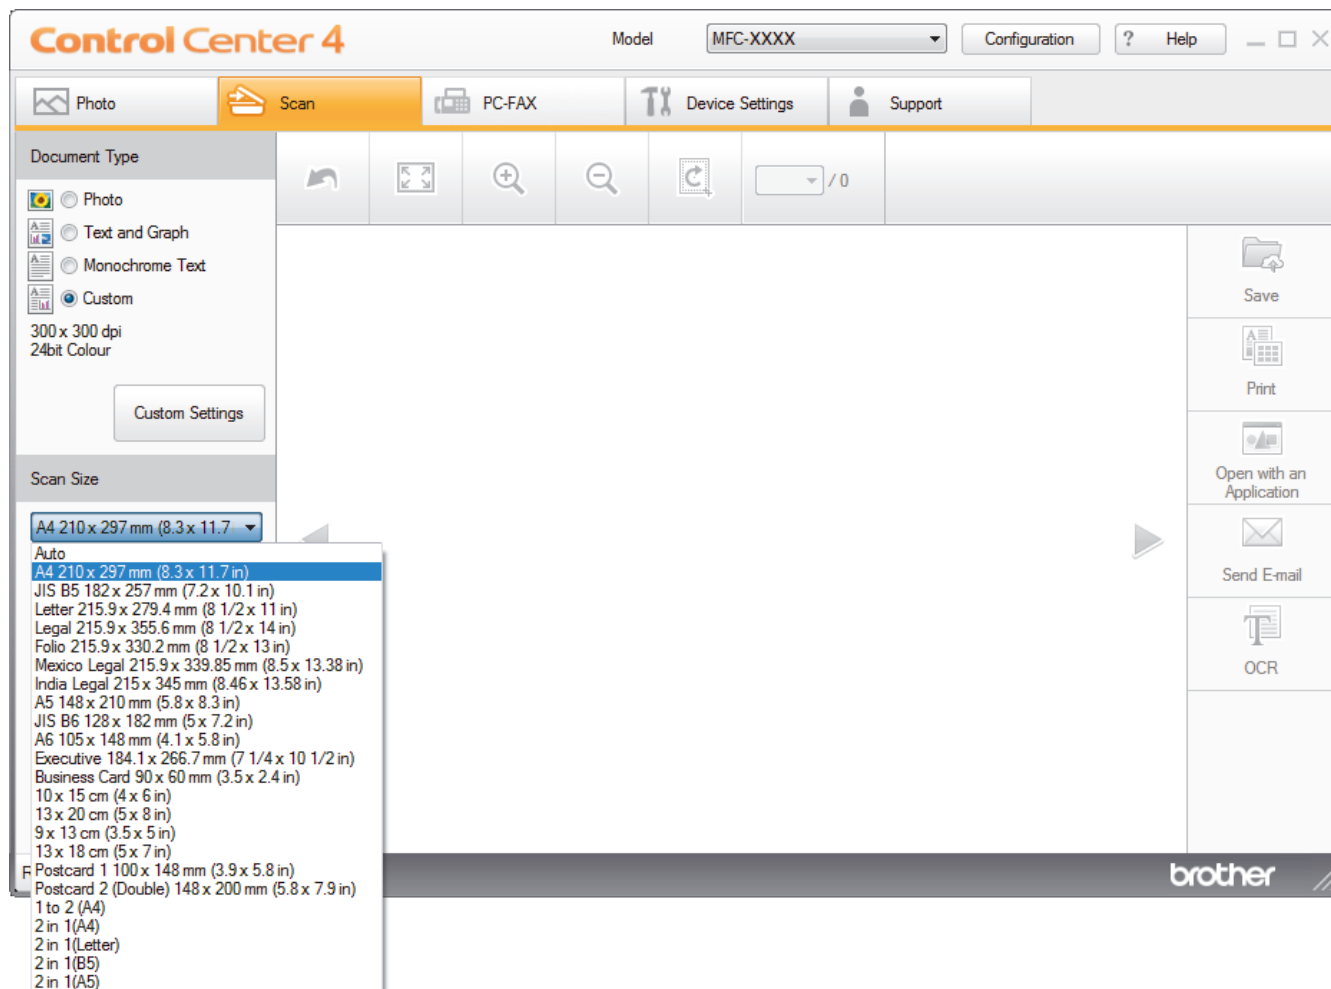 Control Center 4
Model
MFC-XXXX
Configuration
? Help
Photo
Scan
PC-FAX
Device Settings
Support
Document Type
/ 0
Photo
Text and Graph
Monochrome Text
Custom
300 x 300 dpi
24bit Colour
Custom Settings
Scan Size
A4 210 x 297 mm (8.3 x 11.7
Auto
A4 210 x 297 mm (8.3 x 11.7 in)
JIS B5 182 x 257 mm (7.2 x 10.1 in)
Letter 215.9 x 279.4 mm (8 1/2 x 11 in)
Legal 215.9 x 355.6 mm (8 1/2 x 14 in)
Folio 215.9 x 330.2 mm (8 1/2 x 13 in)
Mexico Legal 215.9 x 339.85 mm (8.5 x 13.38 in)
India Legal 215 x 345 mm (8.46 x 13.58 in)
A5 148 x 210 mm (5.8 x 8.3 in)
JIS B6 128 x 182 mm (5 x 7.2 in)
A6 105 x 148 mm (4.1 x 5.8 in)
Executive 184.1 x 266.7 mm (7 1/4 x 10 1/2 in)
Business Card 90 x 60 mm (3.5 x 2.4 in)
10 x 15 cm (4 x 6 in)
13 x 20 cm (5 x 8 in)
9 x 13 cm (3.5 x 5 in)
13 x 18 cm (5 x 7 in)
Postcard 1 100 x 148 mm (3.9 x 5.8 in)
Postcard 2 (Double) 148 x 200 mm (5.8 x 7.9 in)
1 to 2 (A4)
2 in 1(A4)
2 in 1(Letter)
2 in 1(B5)
2 in 1(A5)
Save
Print
Open with an
Application
Send E-mail
OCR
brother